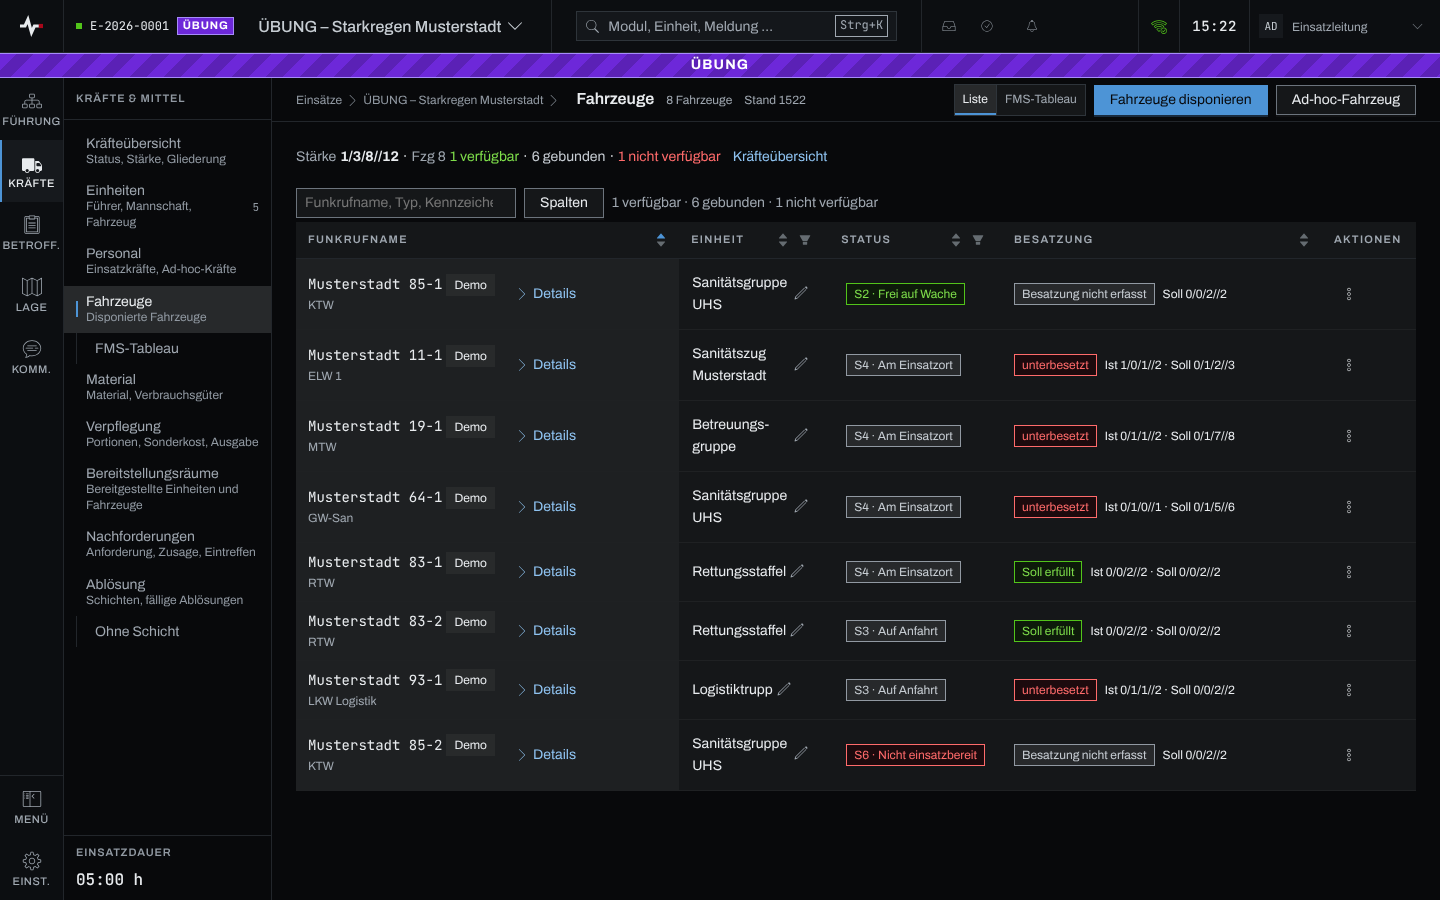 E-2026-0001 ÜBUNG ÜBUNG – Starkregen Musterstadt Modul, Einheit, Meldung ... Strg+K 15:22 AD Einsatzleitung
ÜBUNG
FÜHRUNG
KRÄFTE
BETROFF.
LAGE
KOMM.
MENÜ
EINST.
KRÄFTE & MITTEL
Kräfteübersicht
Status, Stärke, Gliederung
Einheiten
Führer, Mannschaft, 5
Fahrzeug
Personal
Einsatzkräfte, Ad-hoc-Kräfte
Fahrzeuge
Disponierte Fahrzeuge
FMS-Tableau
Material
Material, Verbrauchsgüter
Verpflegung
Portionen, Sonderkost, Ausgabe
Bereitstellungsräume
Bereitgestellte Einheiten und
Fahrzeuge
Nachforderungen
Anforderung, Zusage, Eintreffen
Ablösung
Schichten, fällige Ablösungen
Ohne Schicht
EINSATZDAUER
05:00 h
Einsätze ÜBUNG – Starkregen Musterstadt Fahrzeuge 8 Fahrzeuge Stand 1522 Liste FMS-Tableau Fahrzeuge disponieren Ad-hoc-Fahrzeug
Stärke 1/3/8//12 · Fzg 8 1 verfügbar · 6 gebunden · 1 nicht verfügbar Kräfteübersicht
Funkrufname, Typ, Kennzeiche Spalten 1 verfügbar · 6 gebunden · 1 nicht verfügbar
FUNKRUFNAME EINHEIT STATUS BESATZUNG AKTIONEN
Musterstadt 85-1 Demo
KTW
Details
Sanitätsgruppe
UHS
S2 · Frei auf Wache
Besatzung nicht erfasst Soll 0/0/2//2
Musterstadt 11-1 Demo
ELW 1
Details
Sanitätszug
Musterstadt
S4 · Am Einsatzort
unterbesetzt Ist 1/0/1//2 · Soll 0/1/2//3
Musterstadt 19-1 Demo
MTW
Details
Betreuungs-
gruppe
S4 · Am Einsatzort
unterbesetzt Ist 0/1/1//2 · Soll 0/1/7//8
Musterstadt 64-1 Demo
GW-San
Details
Sanitätsgruppe
UHS
S4 · Am Einsatzort
unterbesetzt Ist 0/1/0//1 · Soll 0/1/5//6
Musterstadt 83-1 Demo
RTW
Details
Rettungsstaffel
S4 · Am Einsatzort
Soll erfüllt Ist 0/0/2//2 · Soll 0/0/2//2
Musterstadt 83-2 Demo
RTW
Details
Rettungsstaffel
S3 · Auf Anfahrt
Soll erfüllt Ist 0/0/2//2 · Soll 0/0/2//2
Musterstadt 93-1 Demo
LKW Logistik
Details
Logistiktrupp
S3 · Auf Anfahrt
unterbesetzt Ist 0/1/1//2 · Soll 0/0/2//2
Musterstadt 85-2 Demo
KTW
Details
Sanitätsgruppe
UHS
S6 · Nicht einsatzbereit
Besatzung nicht erfasst Soll 0/0/2//2